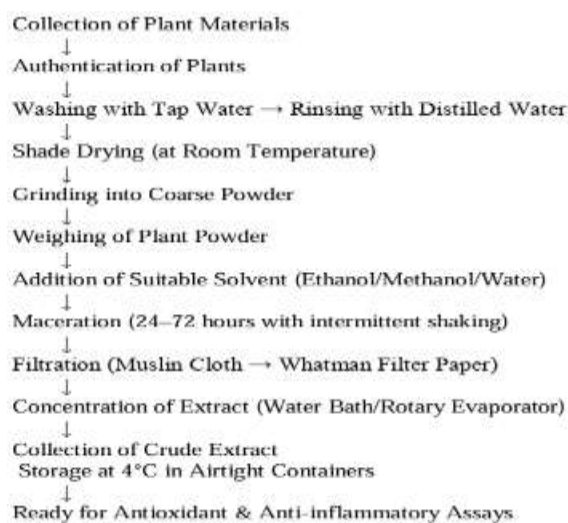 Collection of Plant Materials
↓
Authentication of Plants
↓
Washing with Tap Water → Rinsing with Distilled Water
↓
Shade Drying (at Room Temperature)
↓
Grinding into Coarse Powder
↓
Weighing of Plant Powder
↓
Addition of Suitable Solvent (Ethanol/Methanol/Water)
↓
Maceration (24–72 hours with intermittent shaking)
↓
Filtration (Muslin Cloth → Whatman Filter Paper)
↓
Concentration of Extract (Water Bath/Rotary Evaporator)
↓
Collection of Crude Extract
Storage at 4°C in Airtight Containers
↓
Ready for Antioxidant & Anti-inflammatory Assays